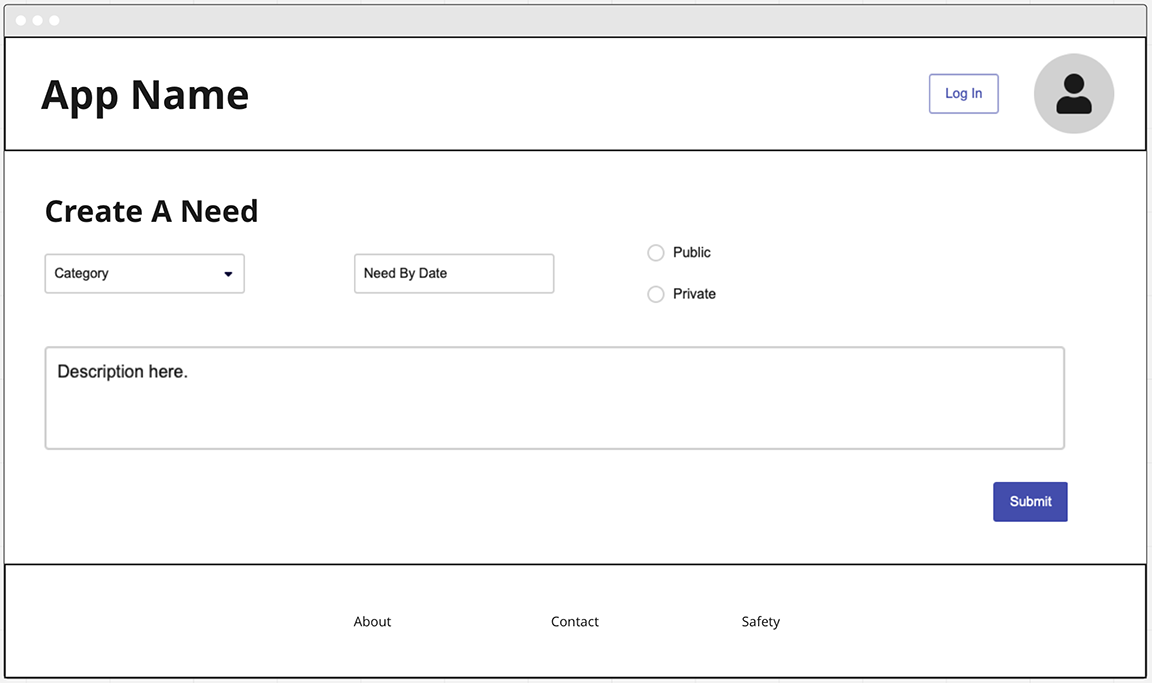 App Name
Log In
Create A Need
Category
Need By Date
Public
Private
Description here.
Submit
About
Contact
Safety